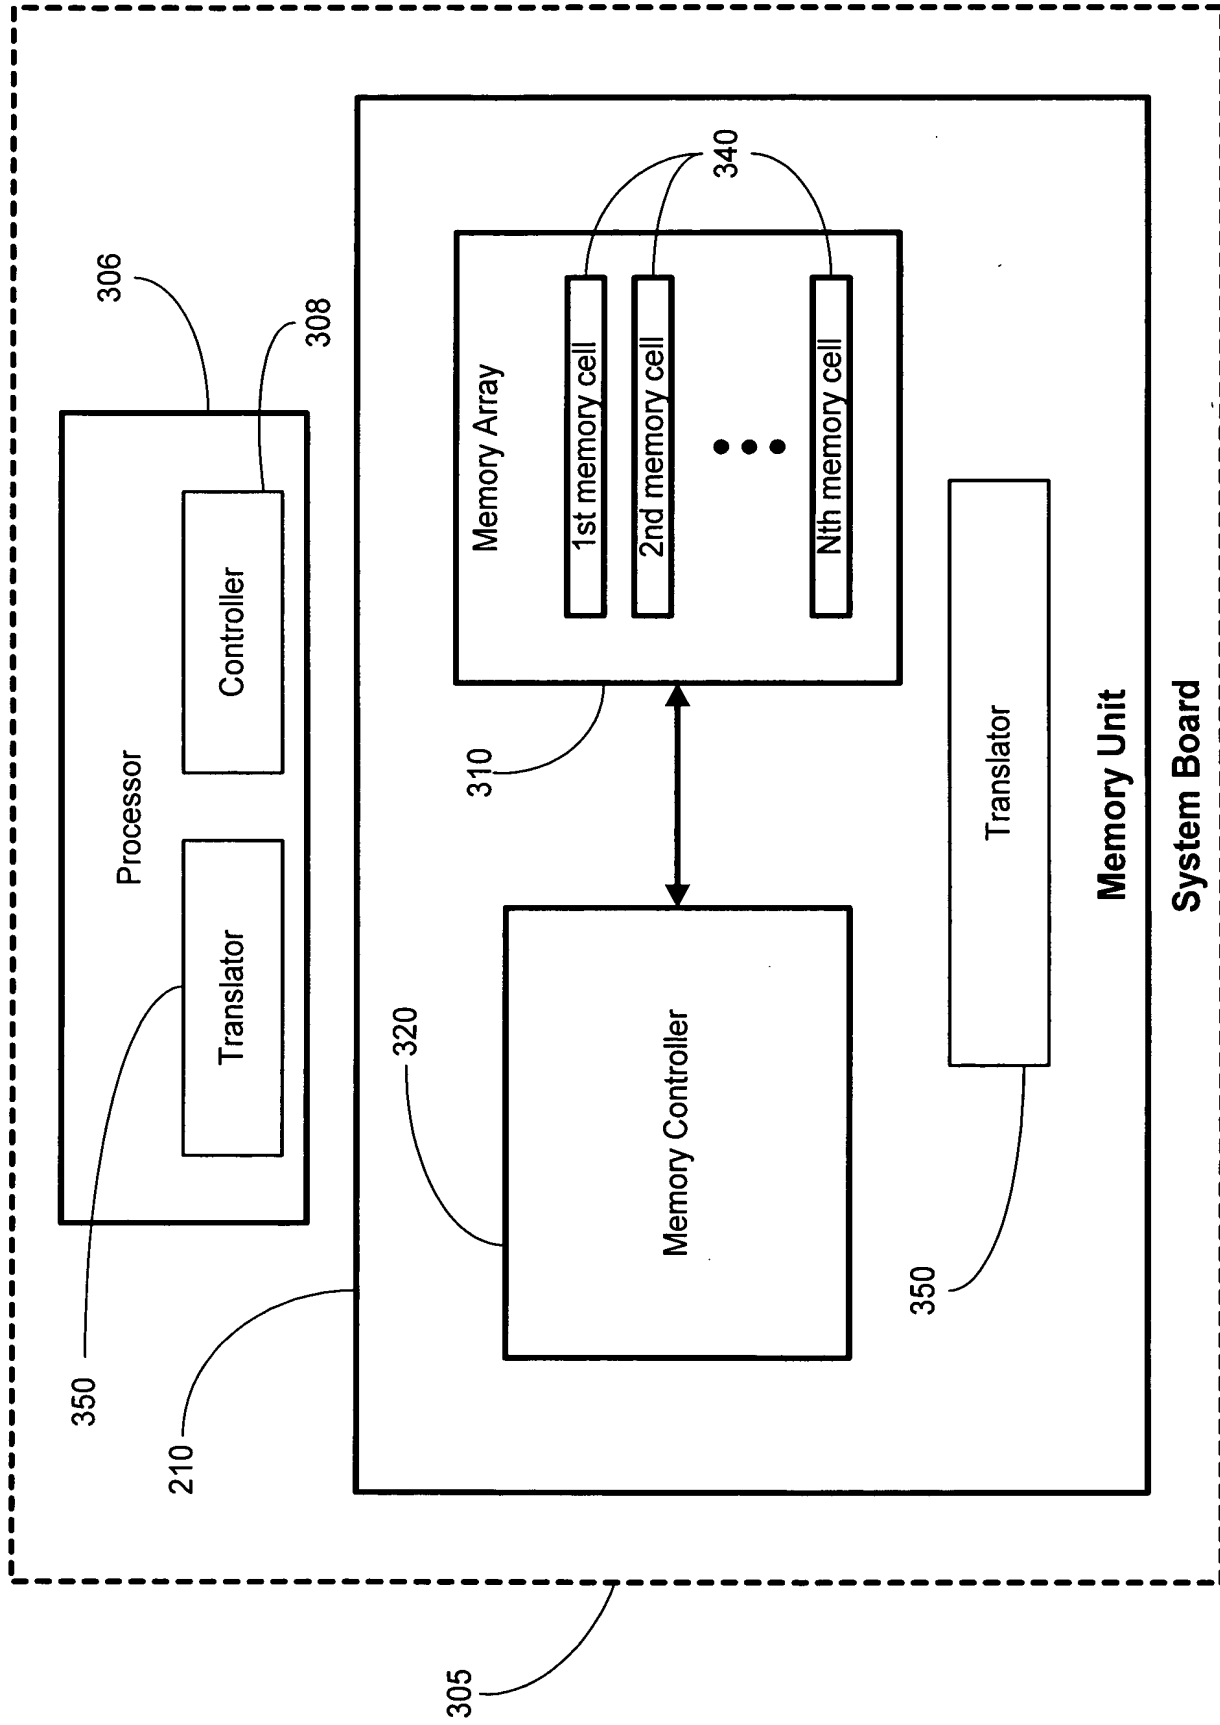 306
308
Processor
Translator
Controller
350
210
Memory Array
1st memory cell
2nd memory cell
Nth memory cell
340
310
320
Memory Controller
Translator
350
Memory Unit
System Board
305